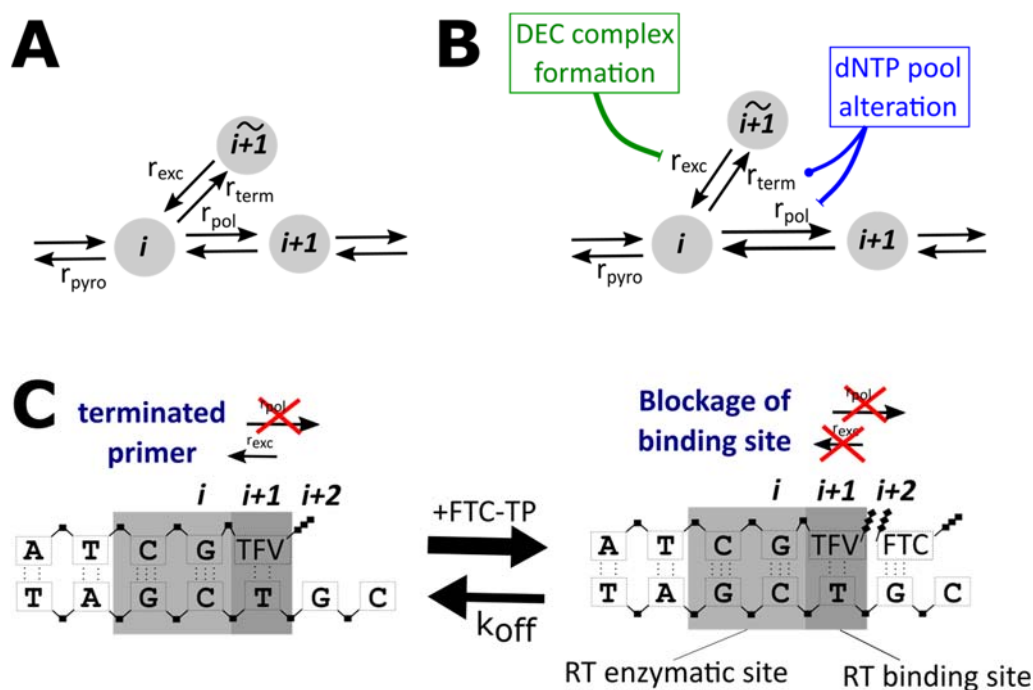 A
i+1
~
r_exc
r_term
r_pol
i
i+1
r_pyro
B
DEC complex
formation
dNTP pool
alteration
i+1
~
r_exc
r_term
r_pol
i
i+1
r_pyro
C
terminated
primer
r_pol
r_exc
i i+1 i+2
A T C G TFV
T A G C T G C
+FTC-TP
k_off
Blockage of
binding site
r_pol
r_exc
i i+1 i+2
A T C G TFV FTC
T A G C T G C
RT enzymatic site
RT binding site